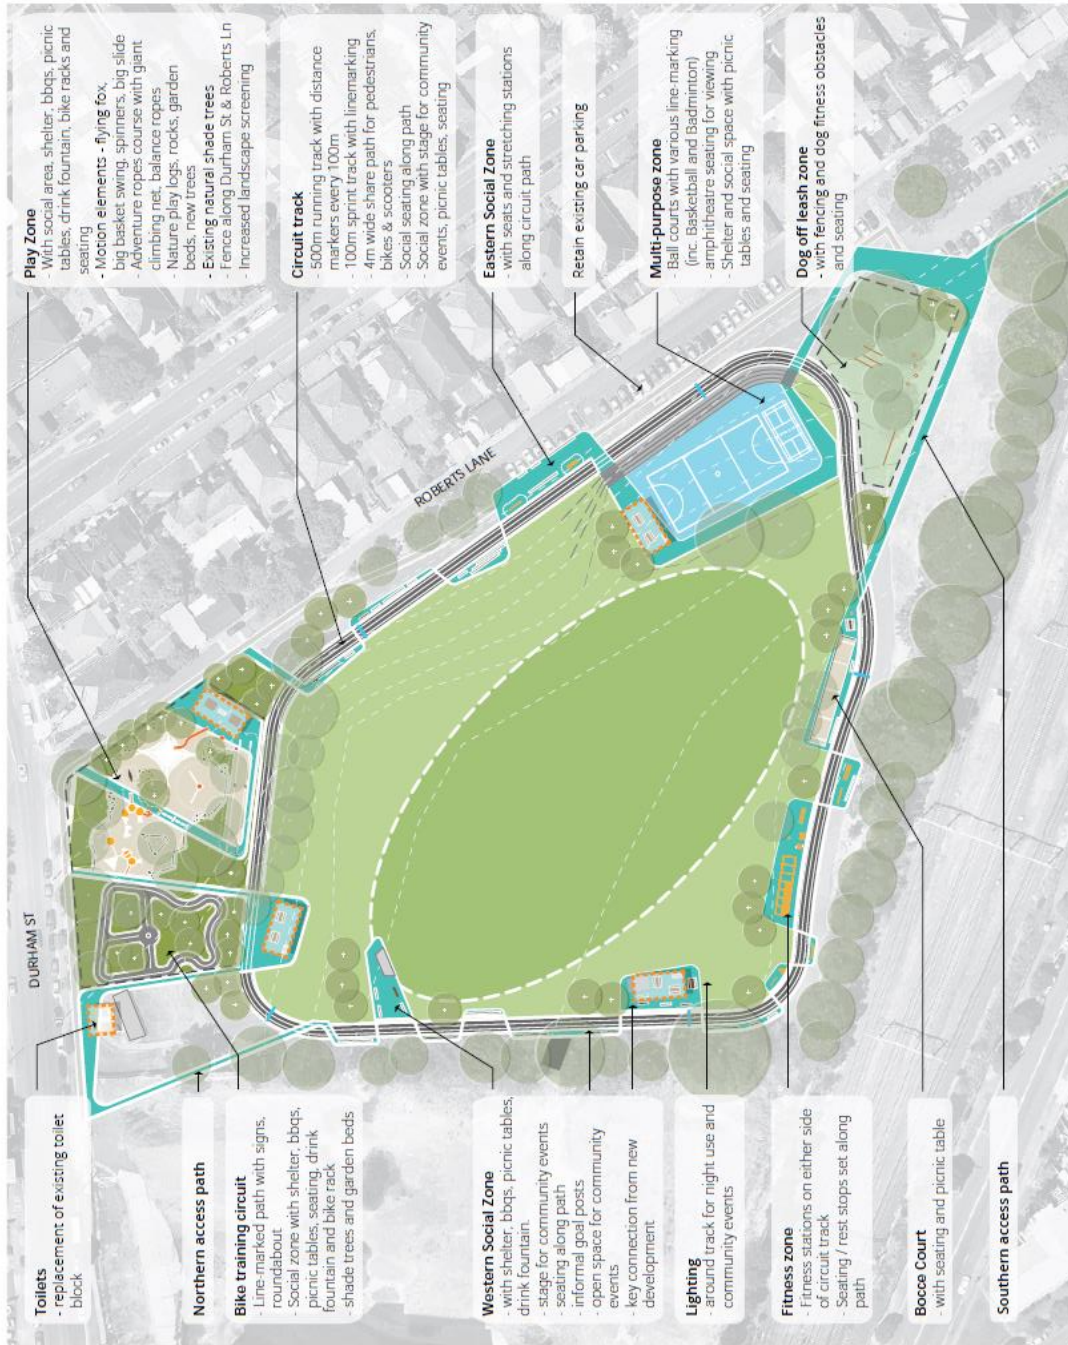 Play Zone
- With social area, shelter, bbqs, picnic
tables, drink fountain, bike racks and
seating
- Motion elements - flying fox,
big basket swing, spinners, big slide
- Adventure ropes course with giant
climbing net, balance ropes
- Nature play logs, rocks, garden
beds, new trees
- Existing natural shade trees
- Fence along Durham St. & Roberts Ln
- Increased landscape screening
Circuit track
- 500m running track with distance
markers every 100m
- 100m sprint track with linemarking
- 4m wide share path for pedestrians,
bikes & scooters
- Social seating along path
- Social zone with stage for community
events, picnic tables, seating
Eastern Social Zone
- with seats and stretching stations
along circuit path
Retain existing car parking
Multi-purpose zone
- Ball courts with various line-marking
(inc. Basketball and Badminton)
- amphitheatre seating for viewing
- Shelter and social space with picnic
tables and seating
Dog off leash zone
- with fencing and dog fitness obstacles
and seating
DURHAM ST
ROBERTS LANE
Toilets
- replacement of existing toilet
block
Northern access path
Bike training circuit
- Line-marked path with signs,
roundabout
- Social zone with shelter, bbqs,
picnic tables, seating, drink
fountain and bike rack
- shade trees and garden beds
Western Social Zone
- with shelter, bbqs, picnic tables,
drink fountain.
- stage for community events
- seating along path
- informal goal posts
- open space for community
events
- key connection from new
development
Lighting
- around track for night use and
community events
Fitness zone
- Fitness stations on either side
of circuit track
- Seating / rest stops set along
path
Bocce Court
- with seating and picnic table
Southern access path